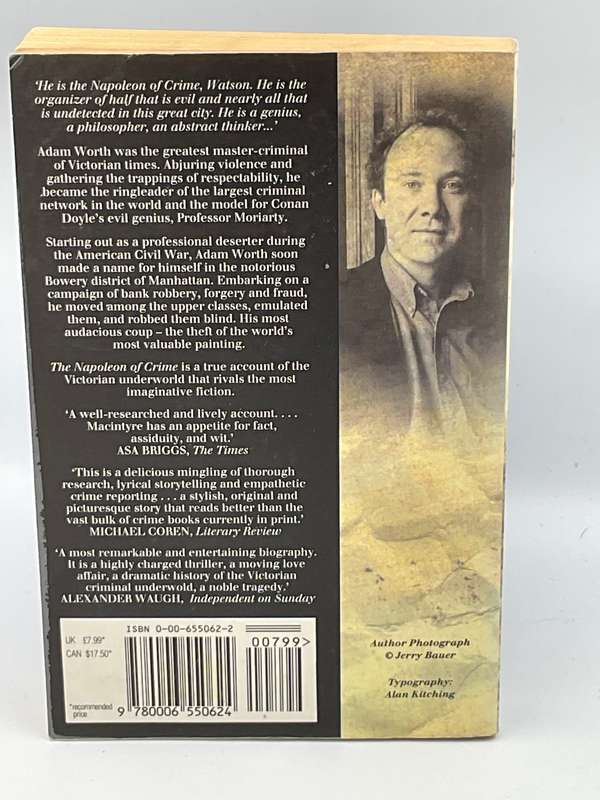 ‘He is the Napoleon of Crime, Watson. He is the
organizer of half that is evil and nearly all that
is undetected in this great city. He is a genius,
a philosopher, an abstract thinker...’
Adam Worth was the greatest master-criminal
of Victorian times. Abjuring violence and
gathering the trappings of respectability, he
became the ringleader of the largest criminal
network in the world and the model for Conan
Doyle’s evil genius, Professor Moriarty.
Starting out as a professional deserter during
the American Civil War, Adam Worth soon
made a name for himself in the notorious
Bowery district of Manhattan. Embarking on a
campaign of bank robbery, forgery and fraud,
he moved among the upper classes, emulated
them, and robbed them blind. His most
audacious coup – the theft of the world’s
most valuable painting.
The Napoleon of Crime is a true account of the
Victorian underworld that rivals the most
imaginative fiction.
‘A well-researched and lively account. . . .
Macintyre has an appetite for fact,
assiduity, and wit.’
ASA BRIGGS, The Times
‘This is a delicious mingling of thorough
research, lyrical storytelling and empathetic
crime reporting . . . a stylish, original and
picturesque story that reads better than the
vast bulk of crime books currently in print.’
MICHAEL COREN, Literary Review
‘A most remarkable and entertaining biography.
It is a highly charged thriller, a moving love
affair, a dramatic history of the Victorian
criminal underwold, a noble tragedy.’
ALEXANDER WAUGH, Independent on Sunday
UK £7.99*
CAN $17.50*
*recommended
price
ISBN 0-00-655062-2
00799>
9 780006 550624
Author Photograph
© Jerry Bauer
Typography:
Alan Kitching